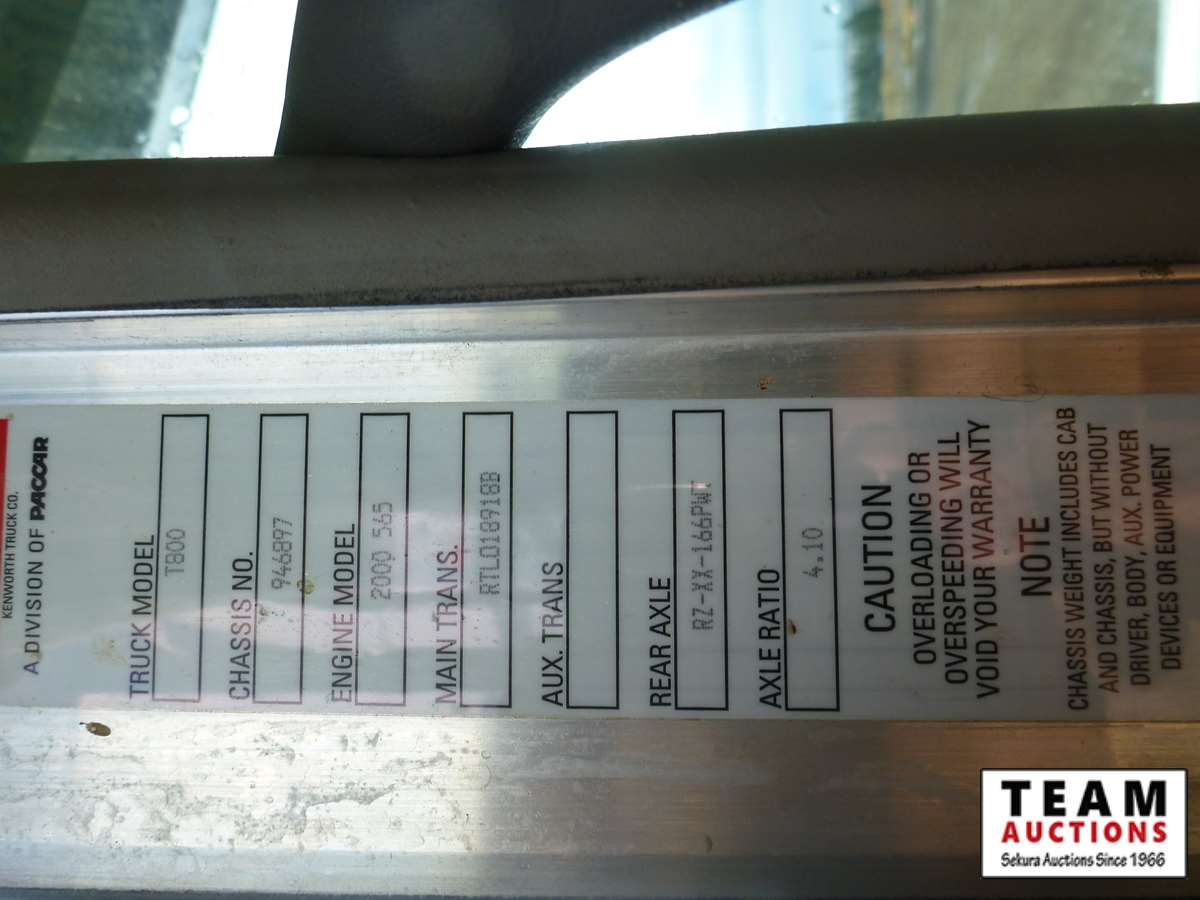 KENWORTH TRUCK CO.
A DIVISION OF PACCAR
TRUCK MODEL
T800
CHASSIS NO.
946897
ENGINE MODEL
2000 565
MAIN TRANS.
RTLO18918B
AUX. TRANS
REAR AXLE
RZ-XX-166PWT
AXLE RATIO
4.10
CAUTION
OVERLOADING OR
OVERSPEEDING WILL
VOID YOUR WARRANTY
NOTE
CHASSIS WEIGHT INCLUDES CAB
AND CHASSIS, BUT WITHOUT
DRIVER, BODY, AUX. POWER
DEVICES OR EQUIPMENT
TEAM
AUCTIONS
Sekura Auctions Since 1966